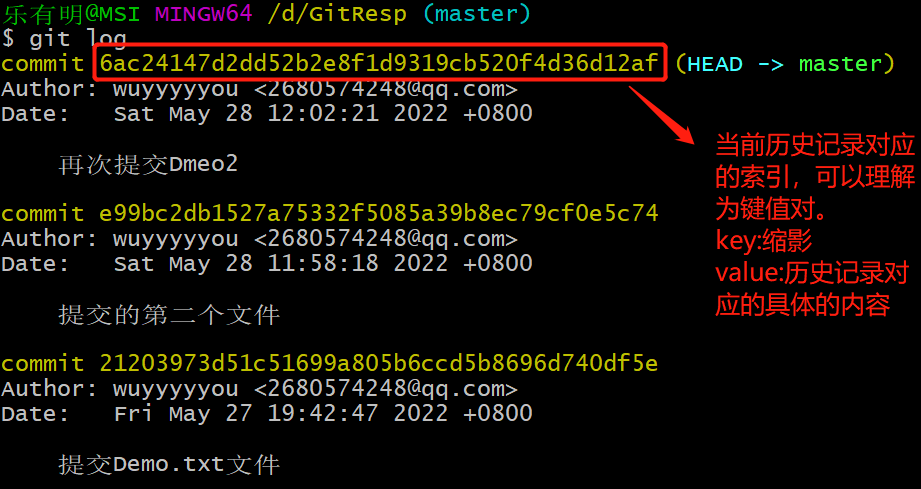 乐有明@MSI MINGW64 /d/GitResp (master)
$ git log
commit 6ac24147d2dd52b2e8f1d9319cb520f4d36d12af (HEAD -> master)
Author: wuyyyyyou <2680574248@qq.com>
Date:   Sat May 28 12:02:21 2022 +0800
再次提交Dmeo2
commit e99bc2db1527a75332f5085a39b8ec79cf0e5c74
Author: wuyyyyyou <2680574248@qq.com>
Date:   Sat May 28 11:58:18 2022 +0800
提交的第二个文件
commit 21203973d51c51699a805b6ccd5b8696d740df5e
Author: wuyyyyyou <2680574248@qq.com>
Date:   Fri May 27 19:42:47 2022 +0800
提交Demo.txt文件
当前历史记录对应
的索引，可以理解
为键值对。
key:缩影
value:历史记录对
应的具体的内容